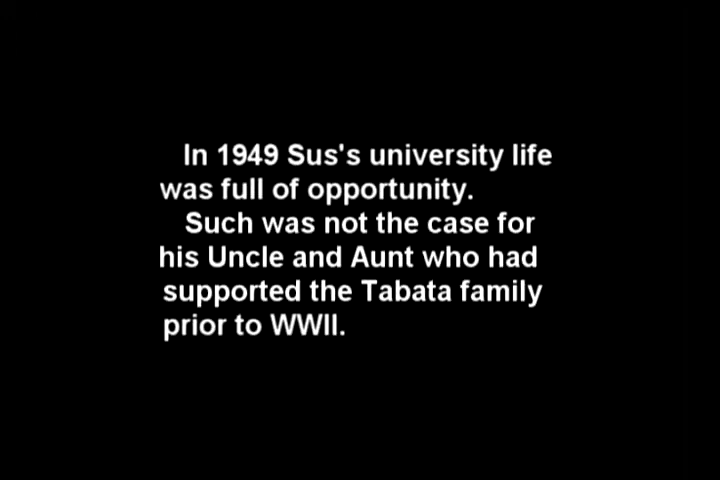 In 1949 Sus's university life
was full of opportunity.
Such was not the case for
his Uncle and Aunt who had
supported the Tabata family
prior to WWII.